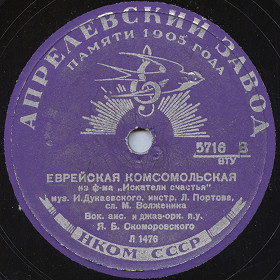 АПРЕЛЕВСКИЙ ЗАВОД
ПАМЯТИ 1905 ГОДА
5716 В
ВТУ
ЕВРЕЙСКАЯ КОМСОМОЛЬСКАЯ
из ф-ма „Искатели счастья"
муз. И. Дунаевского, инстр. Л. Портова,
сл. М. Волженина
Вок. анс. и джаз-орк. п.у.
Я. Б. Скоморовского
Л 1476
НКОМ СССР